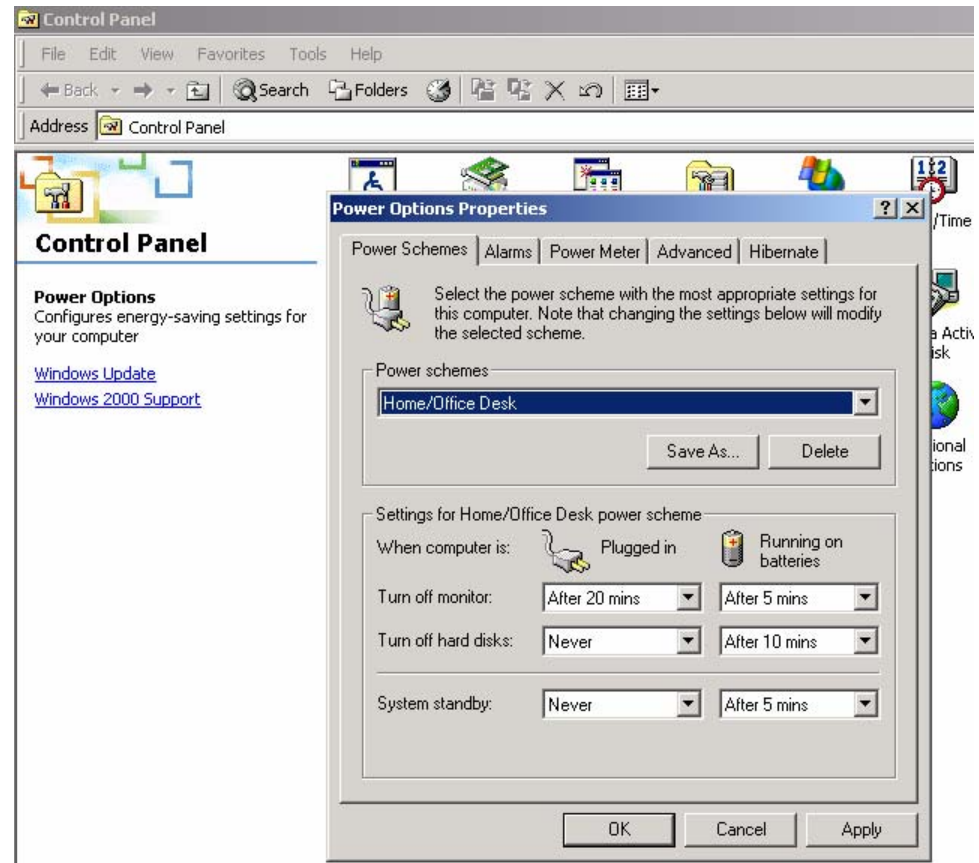 Control Panel
File Edit View Favorites Tools Help
Back Search Folders
Address Control Panel
Control Panel
Power Options
Configures energy-saving settings for
your computer
Windows Update
Windows 2000 Support
12
/Time
a Activ
isk
ional
tions
Power Options Properties
Power Schemes Alarms Power Meter Advanced Hibernate
Select the power scheme with the most appropriate settings for
this computer. Note that changing the settings below will modify
the selected scheme.
Power schemes
Home/Office Desk
Save As... Delete
Settings for Home/Office Desk power scheme
When computer is: Plugged in Running on
batteries
Turn off monitor: After 20 mins After 5 mins
Turn off hard disks: Never After 10 mins
System standby: Never After 5 mins
OK Cancel Apply